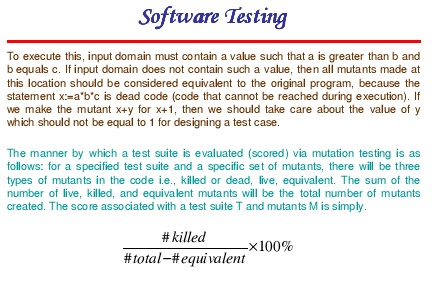 Software Testing
To execute this, input domain must contain a value such that a is greater than b and
b equals c. If input domain does not contain such a value, then all mutants made at
this location should be considered equivalent to the original program, because the
statement x:=a*b*c is dead code (code that cannot be reached during execution). If
we make the mutant x+y for x+1, then we should take care about the value of y
which should not be equal to 1 for designing a test case.
The manner by which a test suite is evaluated (scored) via mutation testing is as
follows: for a specified test suite and a specific set of mutants, there will be three
types of mutants in the code i.e., killed or dead, live, equivalent. The sum of the
number of live, killed, and equivalent mutants will be the total number of mutants
created. The score associated with a test suite T and mutants M is simply.
# killed
# total − # equivalent ×100%